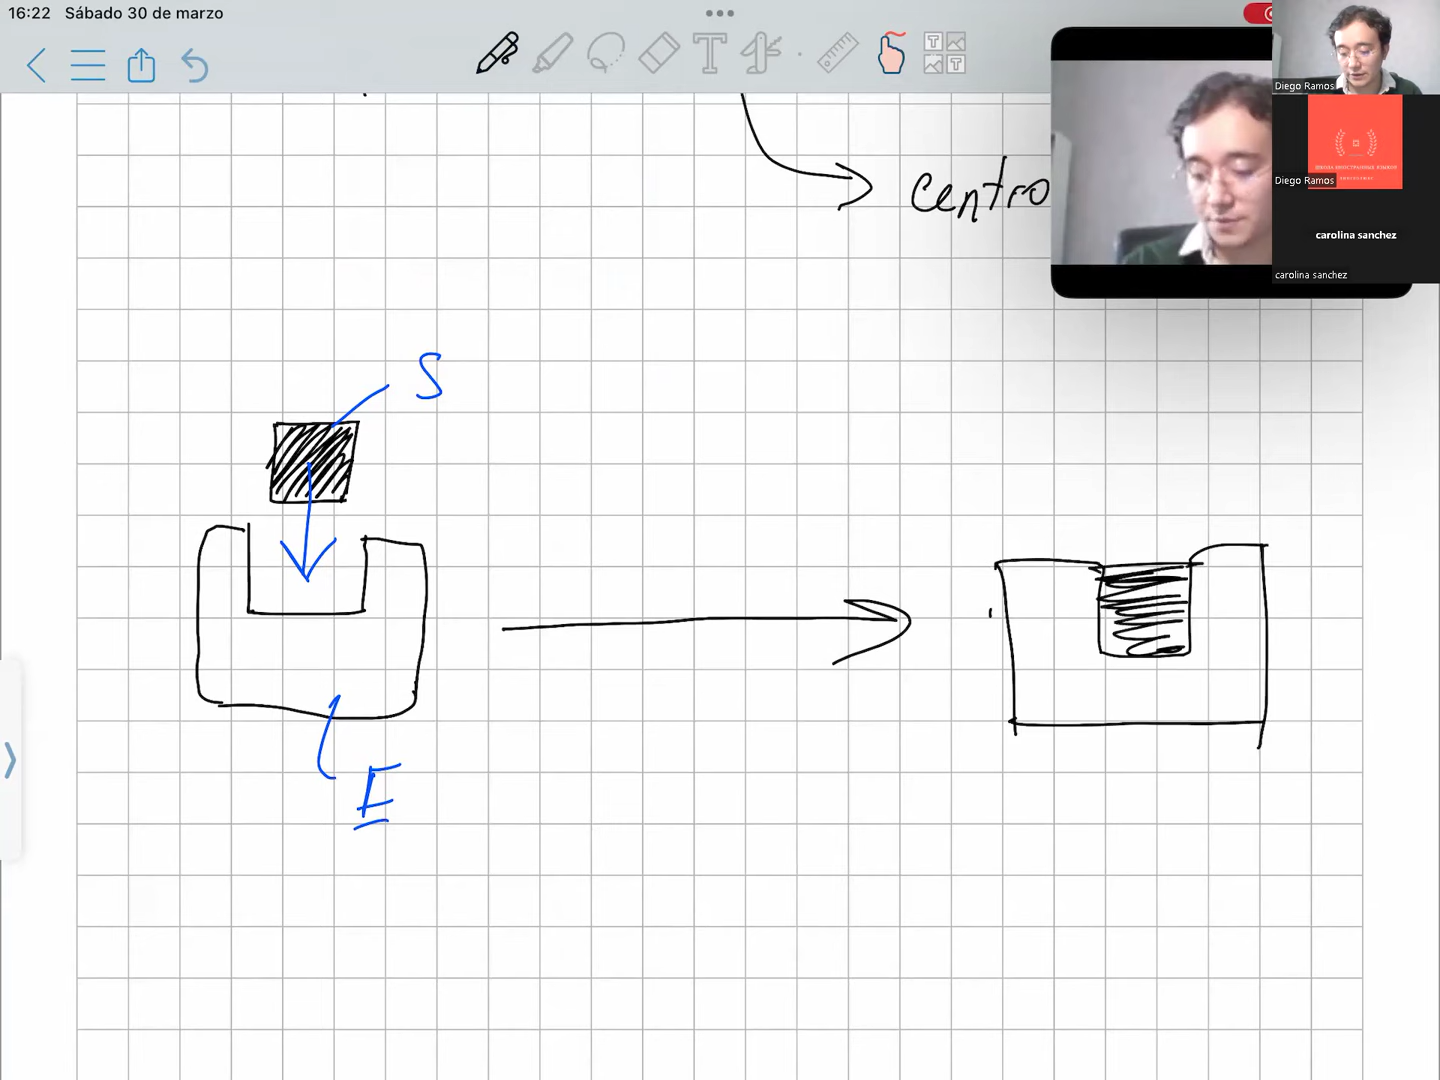 16:22 Sábado 30 de marzo
T
T
T
Diego Ramos
Diego Ramos
carolina sanchez
carolina sanchez
centro
S
E